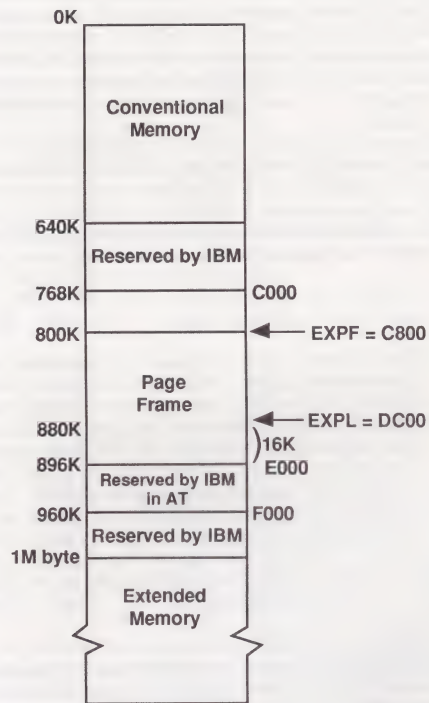 0K
Conventional
Memory
640K
Reserved by IBM
768K
C000
800K
EXPF = C800
Page
Frame
EXPL = DC00
880K
16K
896K
E000
Reserved by IBM
in AT
960K
F000
Reserved by IBM
1M byte
Extended
Memory